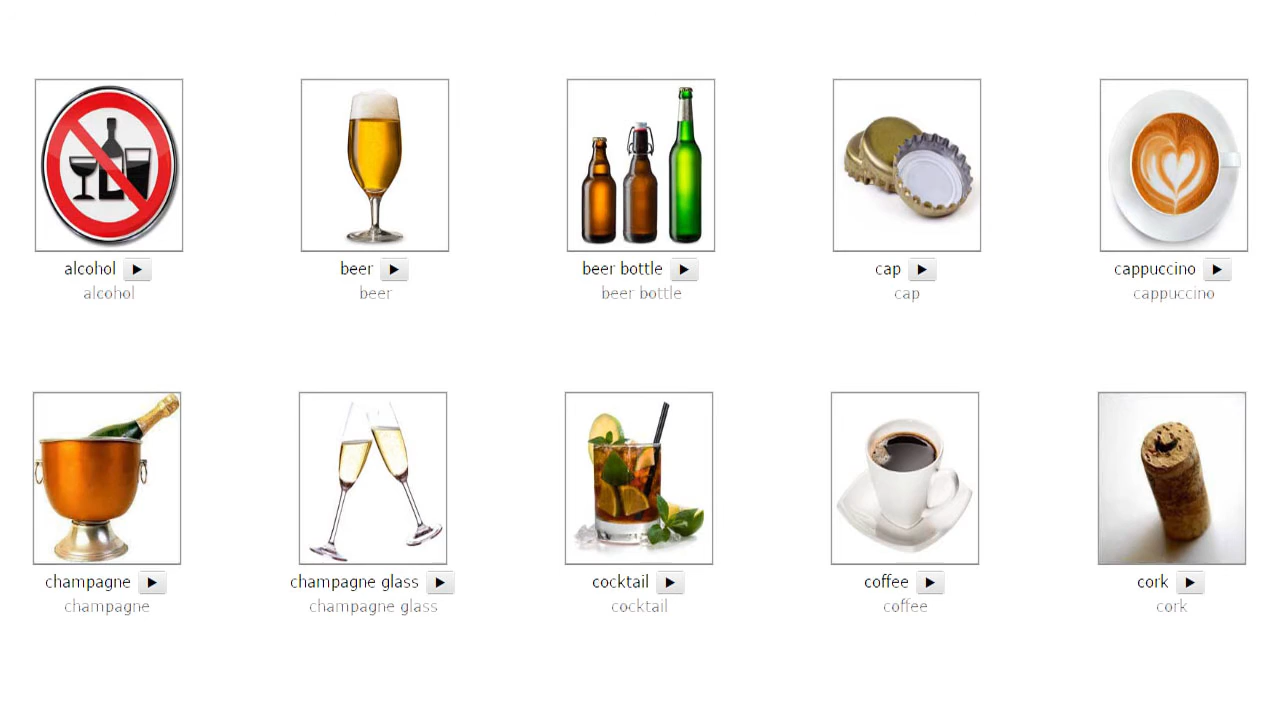 alcohol
alcohol
beer
beer
beer bottle
beer bottle
cap
cap
cappuccino
cappuccino
champagne
champagne
champagne glass
champagne glass
cocktail
cocktail
coffee
coffee
cork
cork